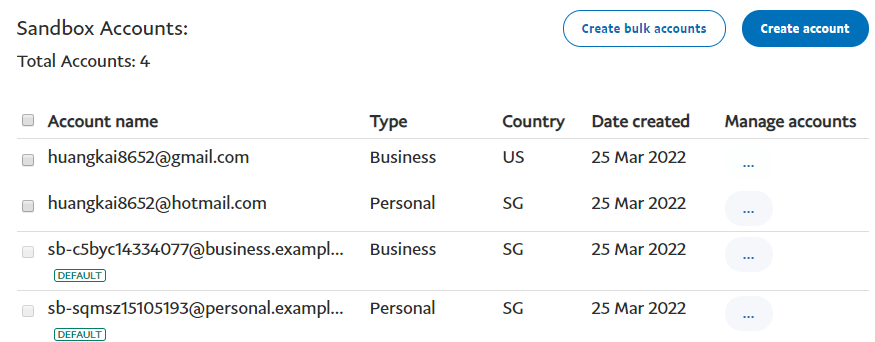 Sandbox Accounts:
Create bulk accounts
Create account
Total Accounts: 4
Account name Type Country Date created Manage accounts
huangkai8652@gmail.com Business US 25 Mar 2022 ...
huangkai8652@hotmail.com Personal SG 25 Mar 2022 ...
sb-c5byc14334077@business.exampl... Business SG 25 Mar 2022 ...
DEFAULT
sb-sqmsz15105193@personal.exampl... Personal SG 25 Mar 2022 ...
DEFAULT